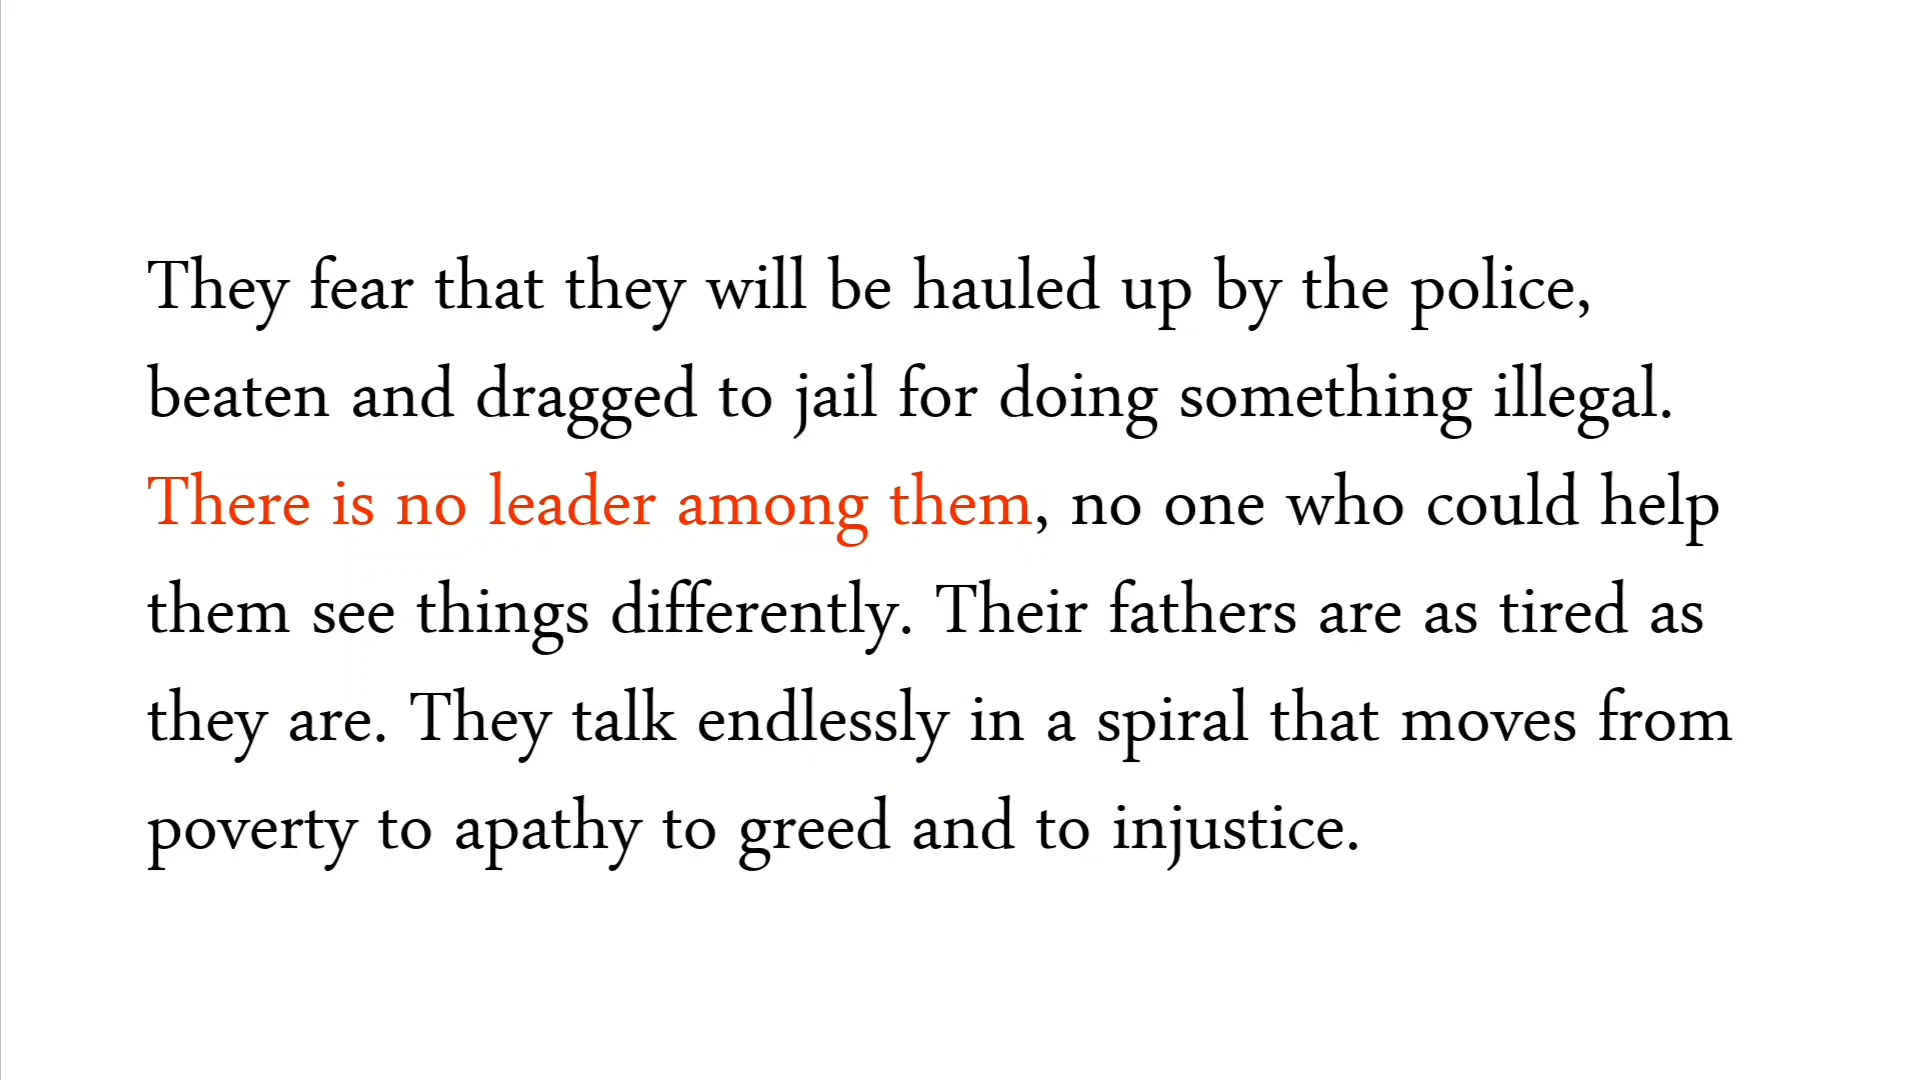 They fear that they will be hauled up by the police,
beaten and dragged to jail for doing something illegal.
There is no leader among them, no one who could help
them see things differently. Their fathers are as tired as
they are. They talk endlessly in a spiral that moves from
poverty to apathy to greed and to injustice.